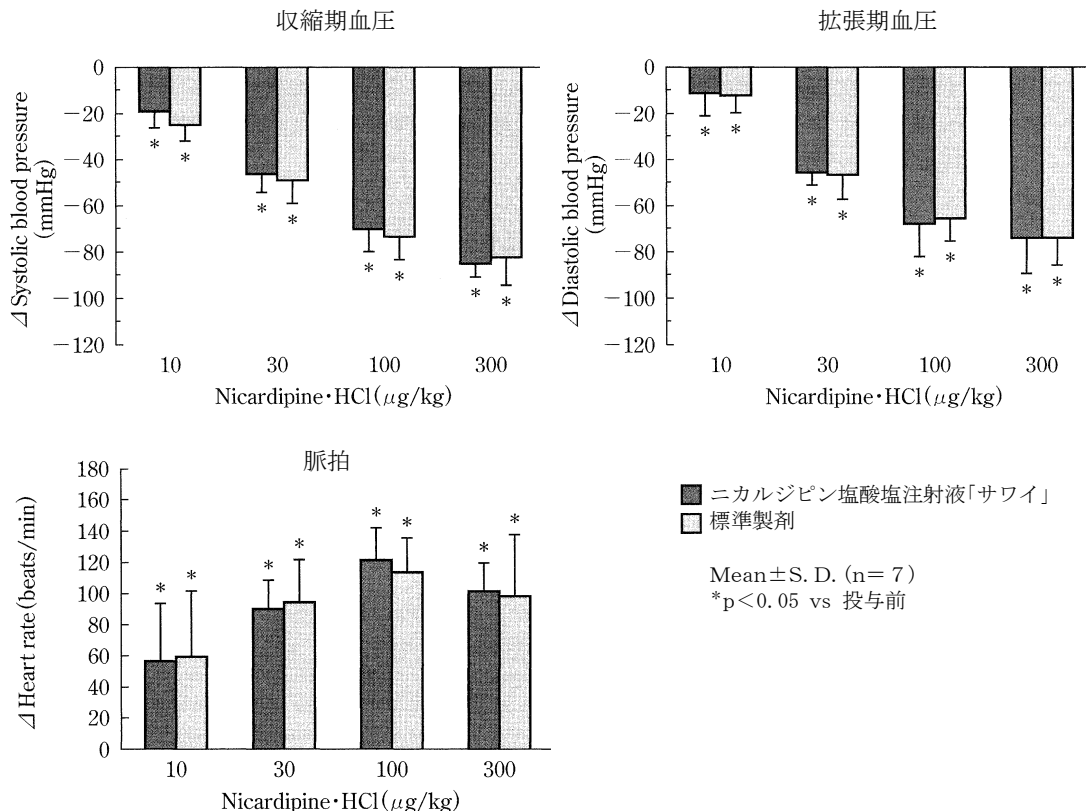 収縮期血圧
0
−20
−40
−60
−80
−100
−120
⊿Systolic blood pressure
(mmHg)
*
*
*
*
*
*
*
*
10 30 100 300
Nicardipine・HCl(μg/kg)
拡張期血圧
0
−20
−40
−60
−80
−100
−120
⊿Diastolic blood pressure
(mmHg)
*
*
*
*
*
*
*
*
10 30 100 300
Nicardipine・HCl(μg/kg)
脈拍
180
160
140
120
100
80
60
40
20
0
⊿Heart rate(beats/min)
*
*
*
*
*
*
*
*
10 30 100 300
Nicardipine・HCl(μg/kg)
ニカルジピン塩酸塩注射液「サワイ」
標準製剤
Mean±S.D.(n=7)
*p<0.05 vs 投与前